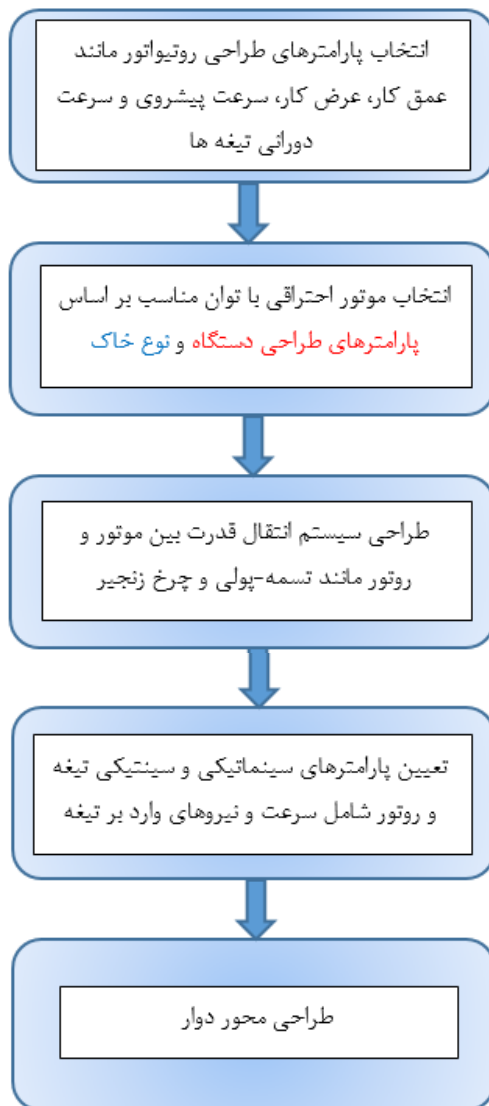 انتخاب پارامترهای طراحی روتیواتور مانند
عمق کار، عرض کار، سرعت پیشروی و سرعت
دورانی تیغه ها
انتخاب موتور احتراقی با توان مناسب بر اساس
پارامترهای طراحی دستگاه و نوع خاک
طراحی سیستم انتقال قدرت بین موتور و
روتور مانند تسمه-پولی و چرخ زنجیر
تعیین پارامترهای سینماتیکی و سینتیکی تیغه
و روتور شامل سرعت و نیروهای وارد بر تیغه
طراحی محور دوار